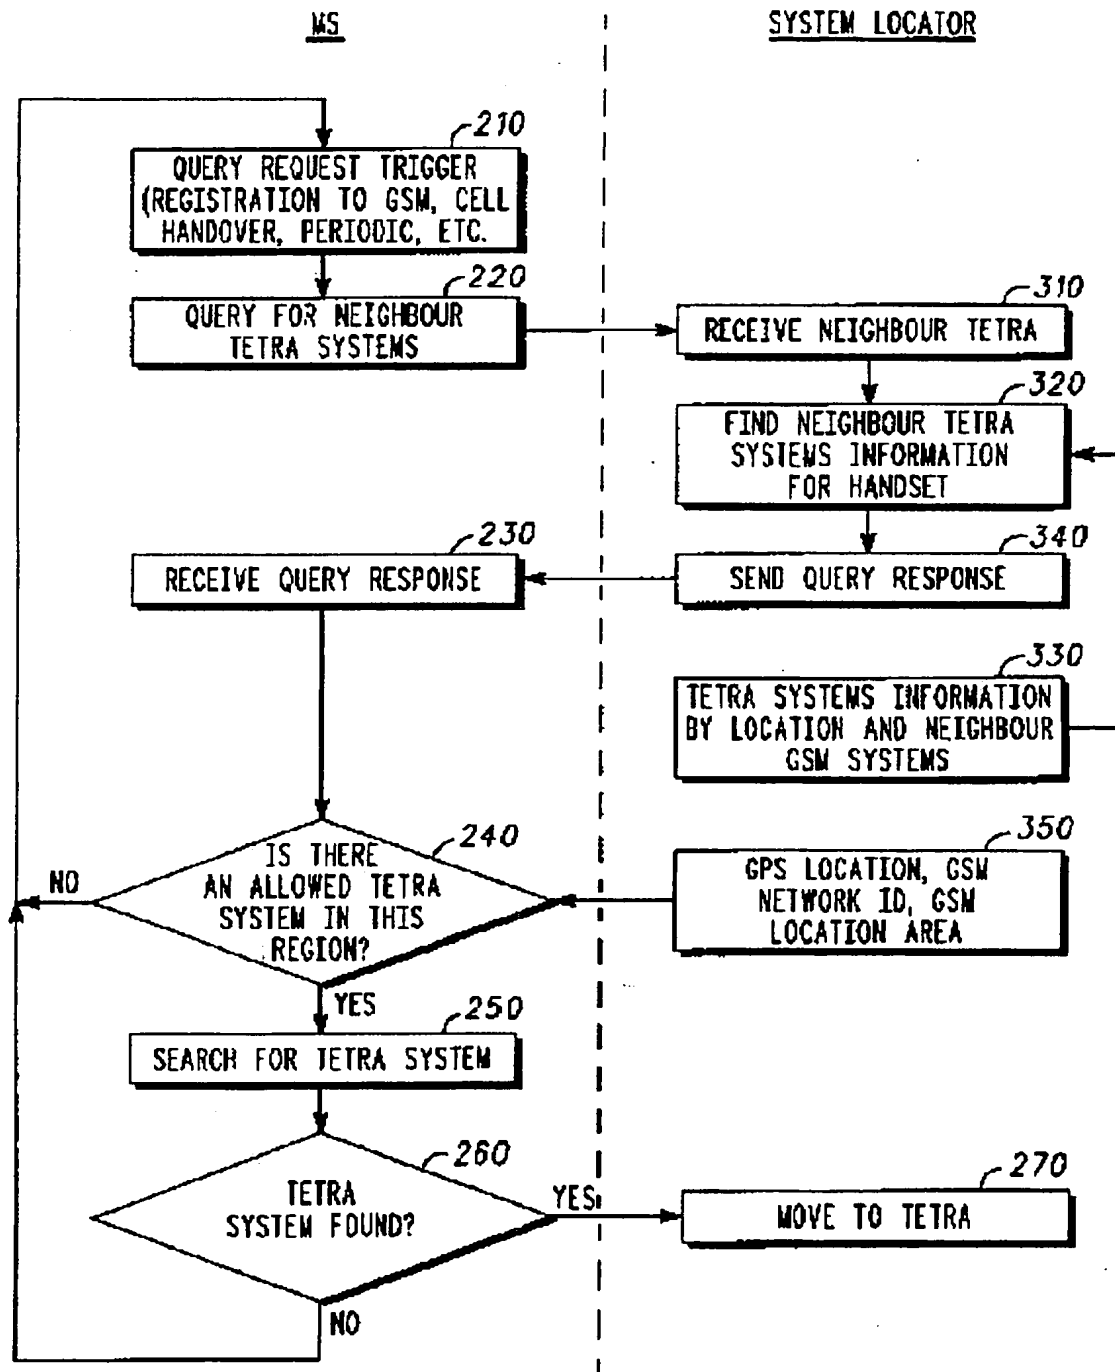 MS
SYSTEM LOCATOR
210
QUERY REQUEST TRIGGER
(REGISTRATION TO GSM, CELL
HANDOVER, PERIODIC, ETC.
220
QUERY FOR NEIGHBOUR
TETRA SYSTEMS
310
RECEIVE NEIGHBOUR TETRA
320
FIND NEIGHBOUR TETRA
SYSTEMS INFORMATION
FOR HANDSET
230
RECEIVE QUERY RESPONSE
340
SEND QUERY RESPONSE
330
TETRA SYSTEMS INFORMATION
BY LOCATION AND NEIGHBOUR
GSM SYSTEMS
240
IS THERE
AN ALLOWED TETRA
SYSTEM IN THIS
REGION?
NO
YES
350
GPS LOCATION, GSM
NETWORK ID, GSM
LOCATION AREA
250
SEARCH FOR TETRA SYSTEM
260
TETRA
SYSTEM FOUND?
YES
NO
270
MOVE TO TETRA